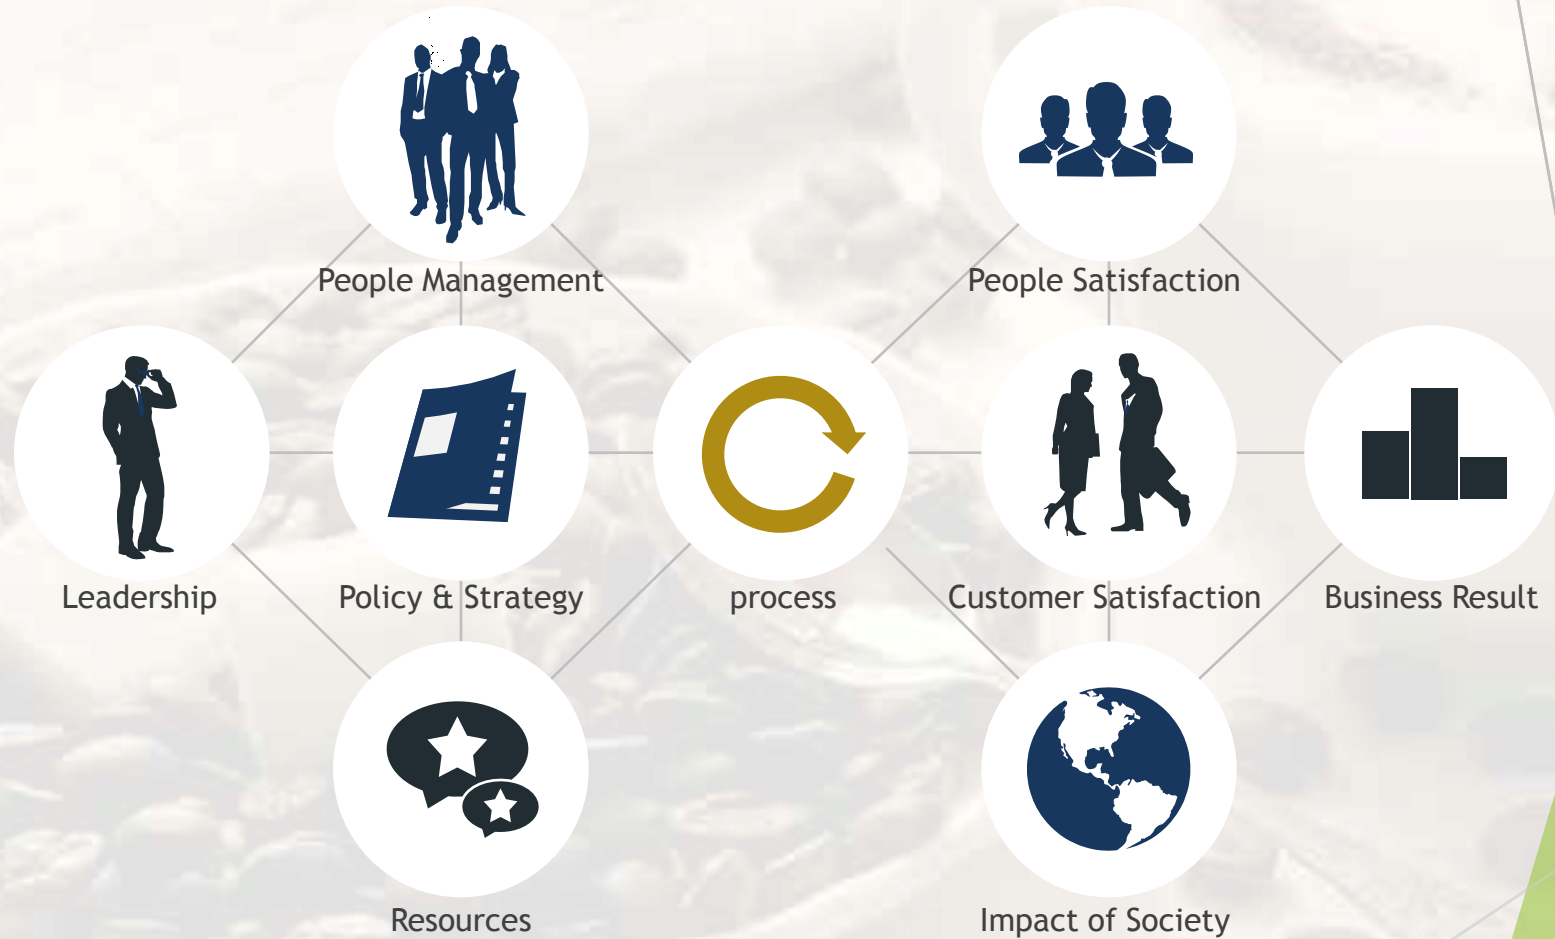 People Management
People Satisfaction
Leadership
Policy & Strategy
process
Customer Satisfaction
Business Result
Resources
Impact of Society